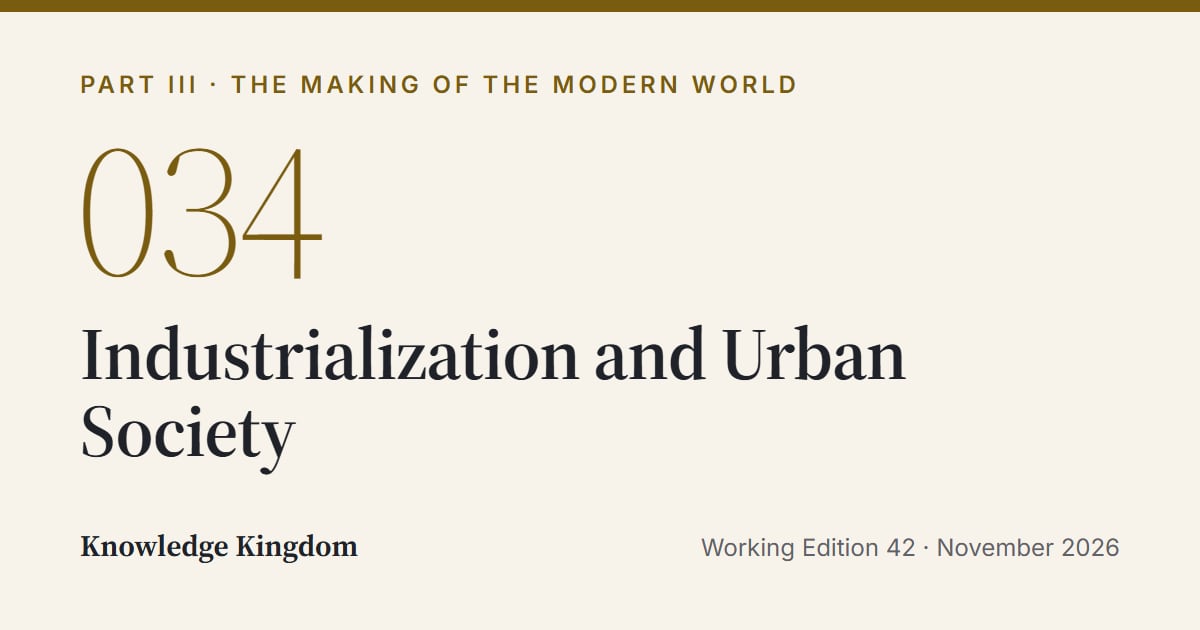 PART III · THE MAKING OF THE MODERN WORLD
034
Industrialization and Urban
Society
Knowledge Kingdom
Working Edition 42 · November 2026